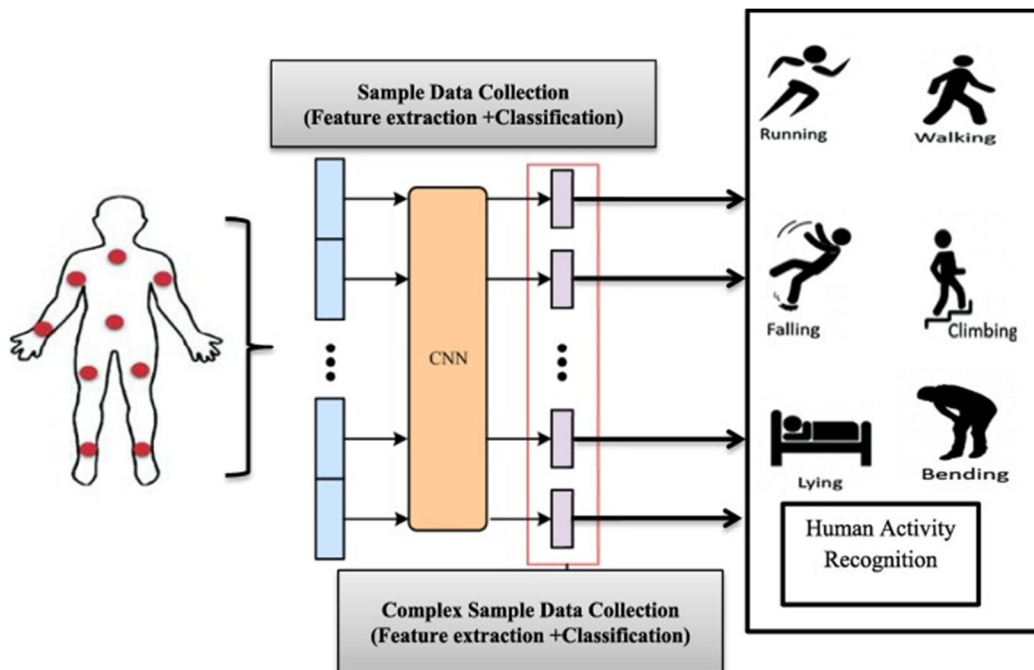 Sample Data Collection
(Feature extraction +Classification)
CNN
Complex Sample Data Collection
(Feature extraction +Classification)
Running
Walking
Falling
Climbing
Lying
Bending
Human Activity
Recognition